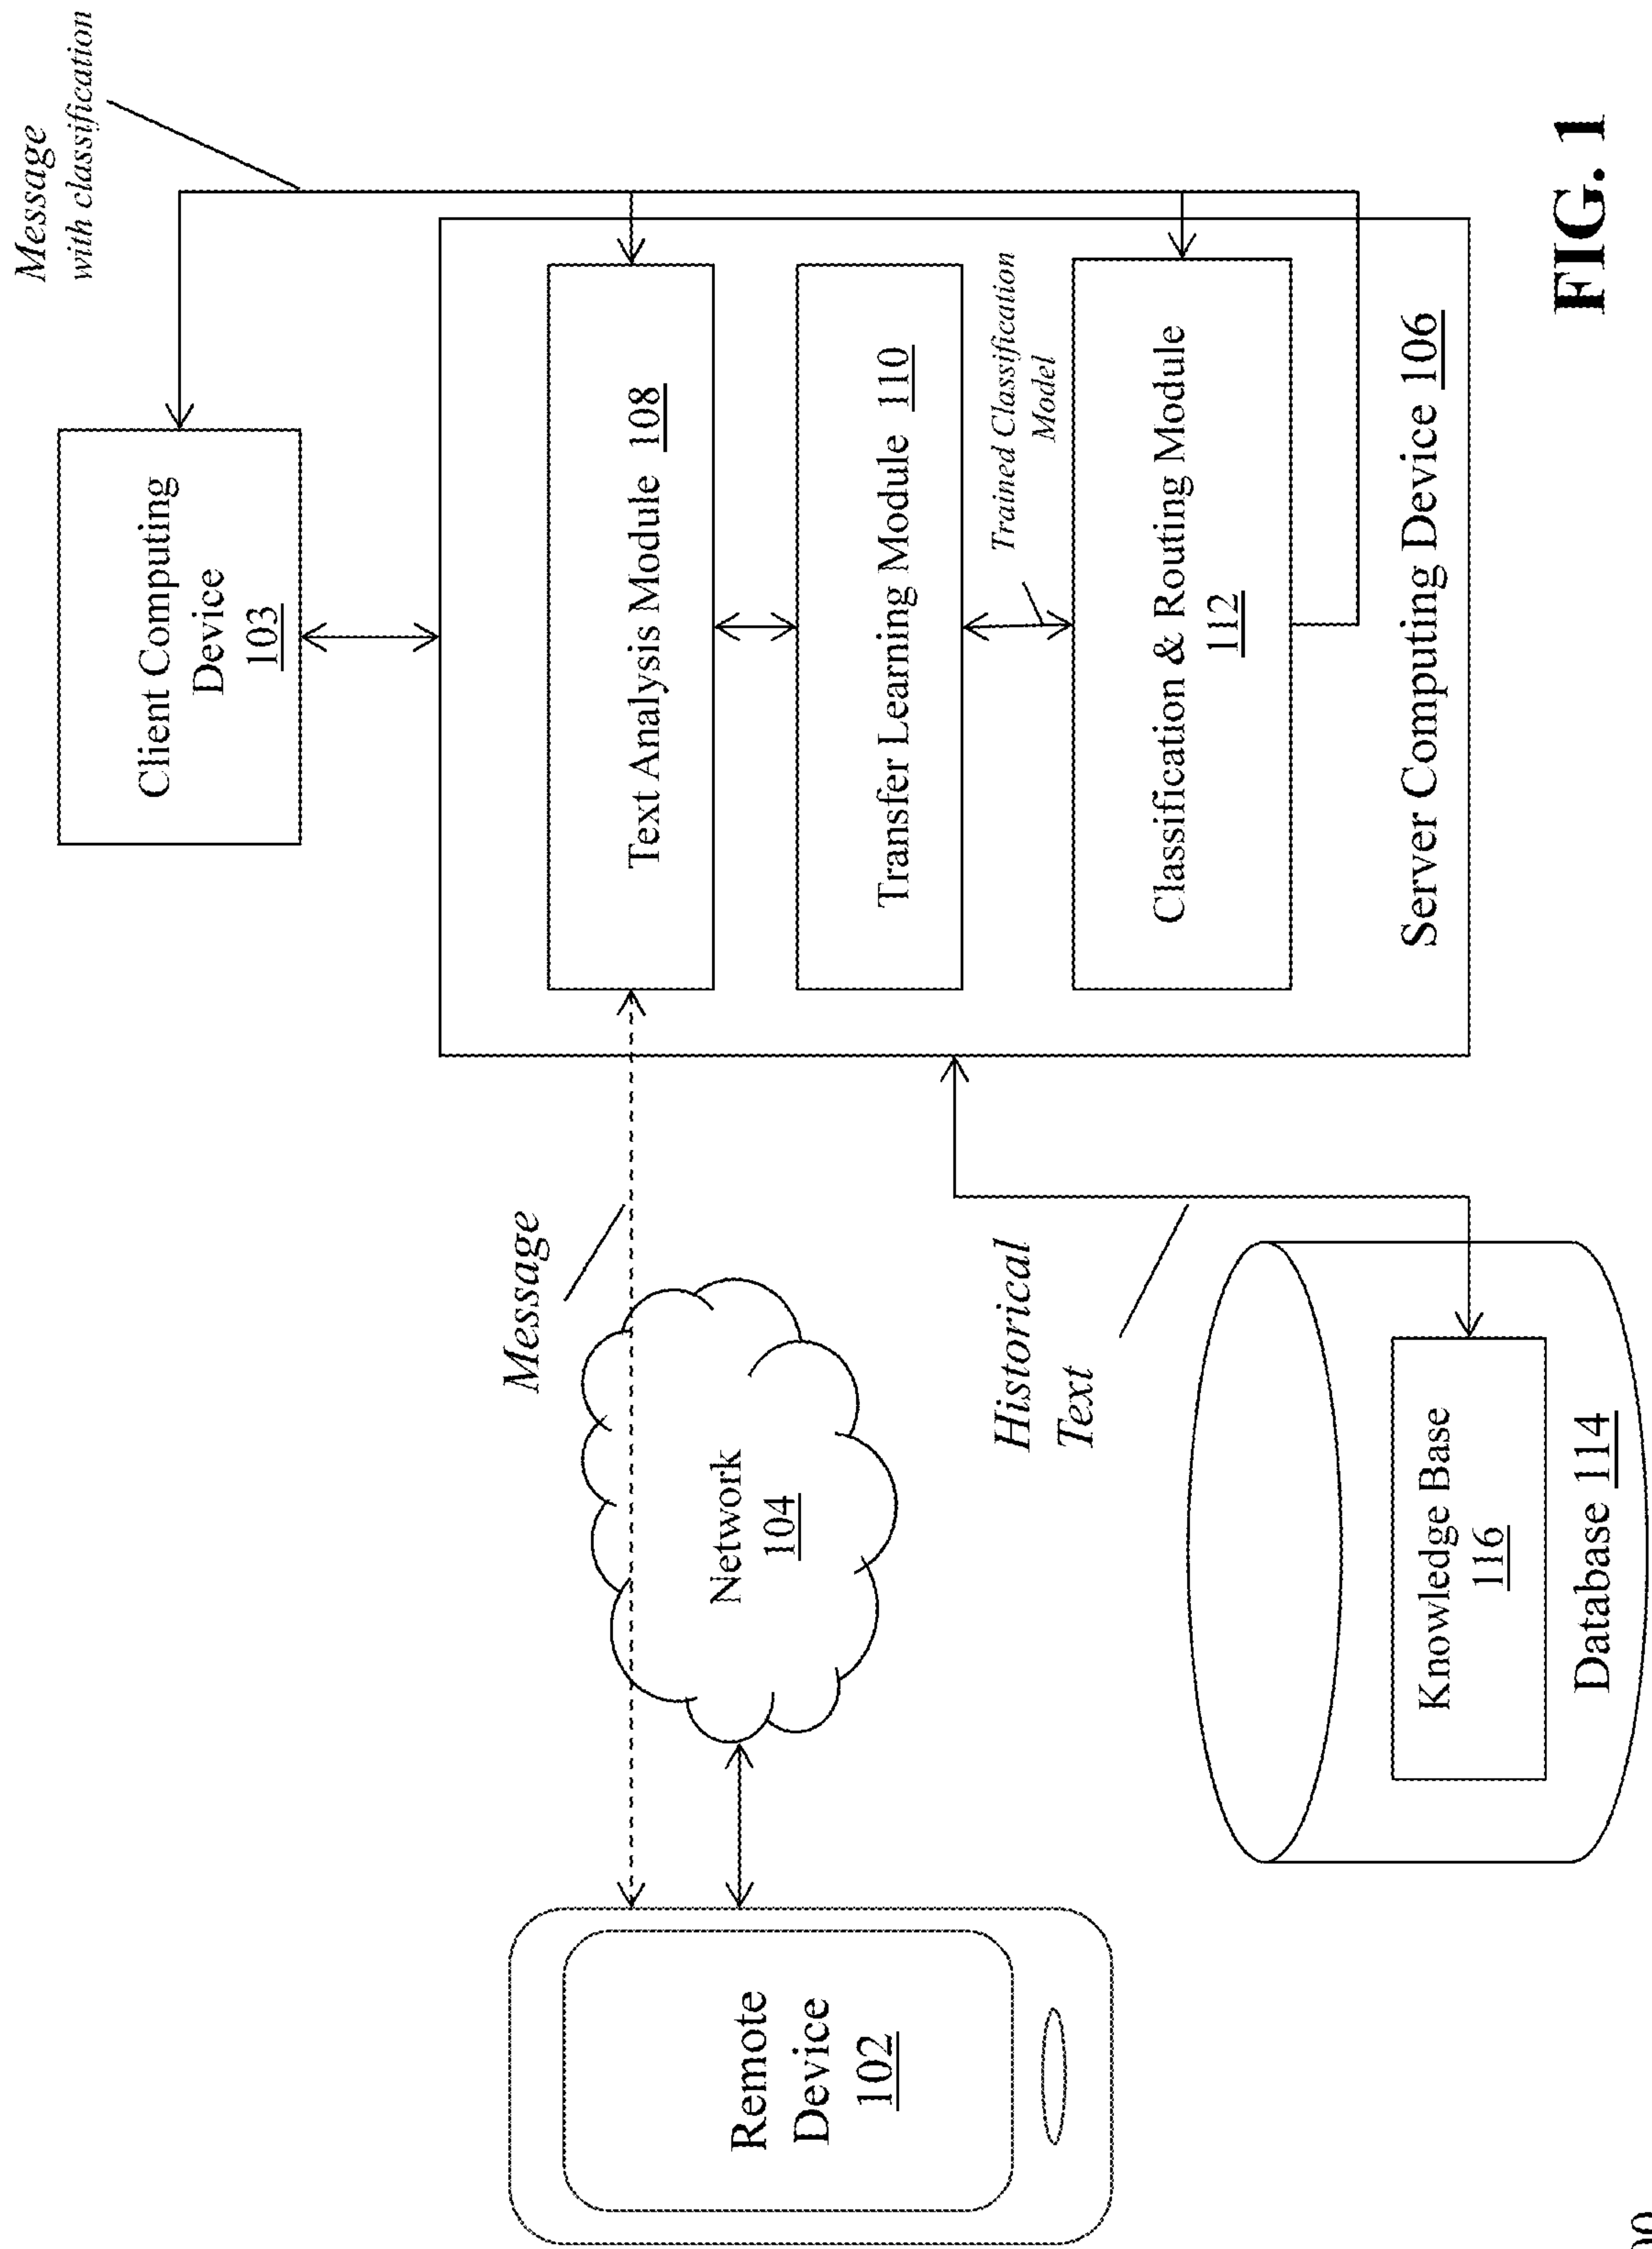 Message
with classification
Client Computing
Device
103
Message
Text Analysis Module 108
Remote
Device
102
Network
104
Transfer Learning Module 110
Trained Classification
Model
Historical
Text
Classification & Routing Module
112
Server Computing Device 106
Knowledge Base
116
Database 114
FIG. 1